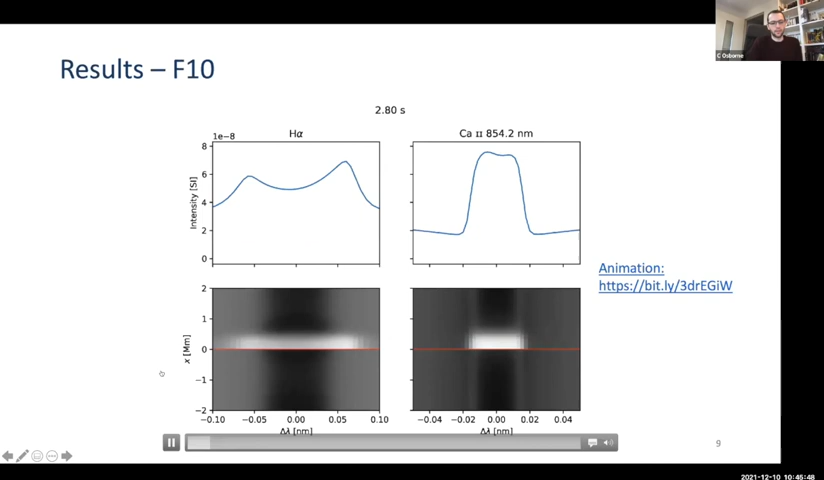 C Osborne
Results – F10
2.80 s
Hα
Ca II 854.2 nm
1e−8
8
6
4
2
0
Intensity [SI]
Animation:
https://bit.ly/3drEGiW
2
1
0
−1
−2
x [Mm]
−0.10 −0.05 0.00 0.05 0.10
−0.04 −0.02 0.00 0.02 0.04
Δλ [nm]
Δλ [nm]
9
2021-12-10 10:45:48